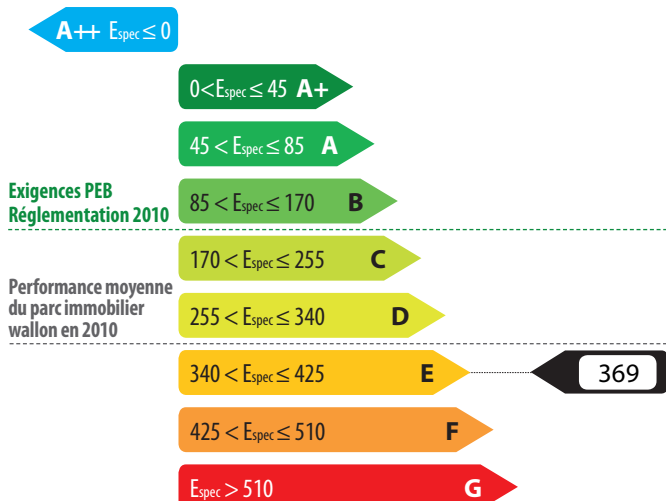 A++ Espec ≤ 0
0<Espec ≤ 45 A+
45 < Espec ≤ 85 A
Exigences PEB
Réglementation 2010
85 < Espec ≤ 170 B
170 < Espec ≤ 255 C
Performance moyenne
du parc immobilier
wallon en 2010
255 < Espec ≤ 340 D
340 < Espec ≤ 425 E 369
425 < Espec ≤ 510 F
Espec > 510 G